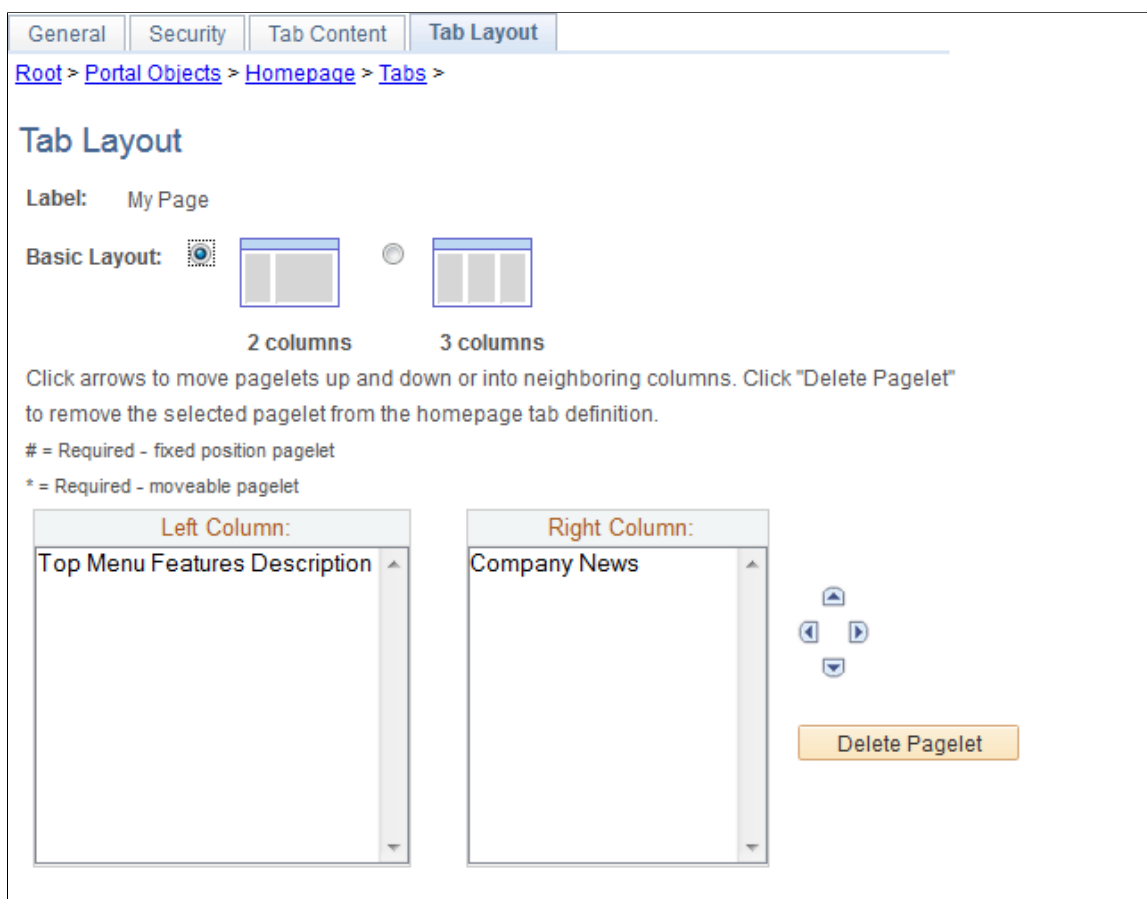 General Security Tab Content Tab Layout
Root > Portal Objects > Homepage > Tabs >
Tab Layout
Label: My Page
Basic Layout:
2 columns 3 columns
Click arrows to move pagelets up and down or into neighboring columns. Click "Delete Pagelet"
to remove the selected pagelet from the homepage tab definition.
# = Required - fixed position pagelet
* = Required - moveable pagelet
Left Column: Right Column:
Top Menu Features Description Company News
Delete Pagelet